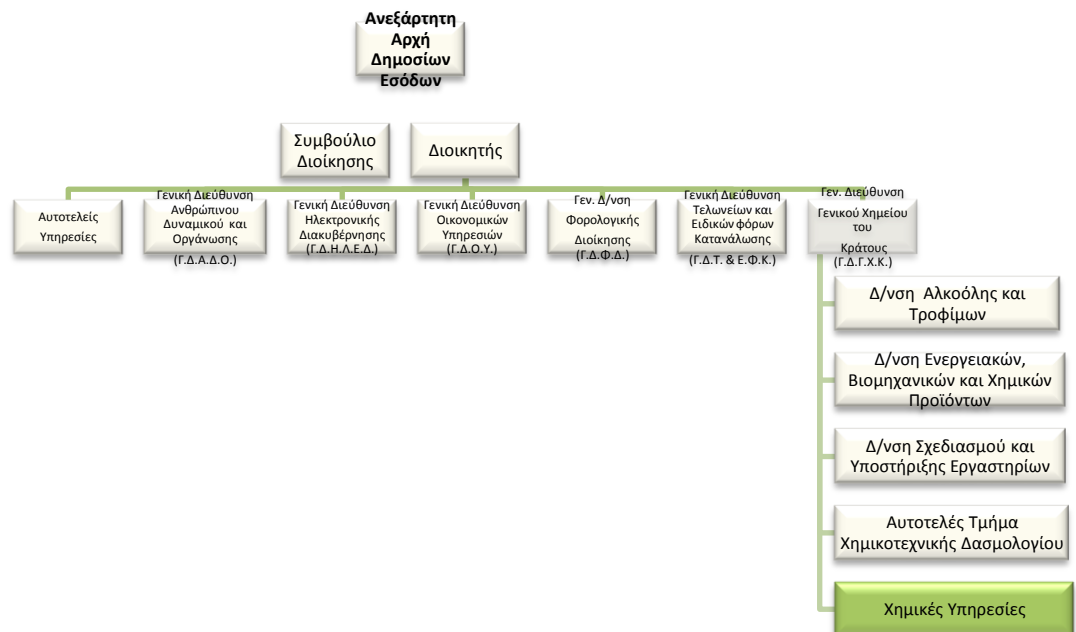 Ανεξάρτητη
Αρχή
Δημοσίων
Εσόδων
Συμβούλιο
Διοίκησης
Διοικητής
Αυτοτελείς
Υπηρεσίες
Γενική Διεύθυνση
Ανθρώπινου
Δυναμικού και
Οργάνωσης
(Γ.Δ.Α.Δ.Ο.)
Γενική Διεύθυνση
Ηλεκτρονικής
Διακυβέρνησης
(Γ.Δ.Η.Λ.Ε.Δ.)
Γενική Διεύθυνση
Οικονομικών
Υπηρεσιών
(Γ.Δ.Ο.Υ.)
Γεν. Δ/νση
Φορολογικής
Διοίκησης
(Γ.Δ.Φ.Δ.)
Γενική Διεύθυνση
Τελωνείων και
Ειδικών φόρων
Κατανάλωσης
(Γ.Δ.Τ. & Ε.Φ.Κ.)
Γεν. Διεύθυνση
Γενικού Χημείου
του
Κράτους
(Γ.Δ.Γ.Χ.Κ.)
Δ/νση Αλκοόλης και
Τροφίμων
Δ/νση Ενεργειακών,
Βιομηχανικών και Χημικών
Προϊόντων
Δ/νση Σχεδιασμού και
Υποστήριξης Εργαστηρίων
Αυτοτελές Τμήμα
Χημικοτεχνικής Δασμολογίου
Χημικές Υπηρεσίες